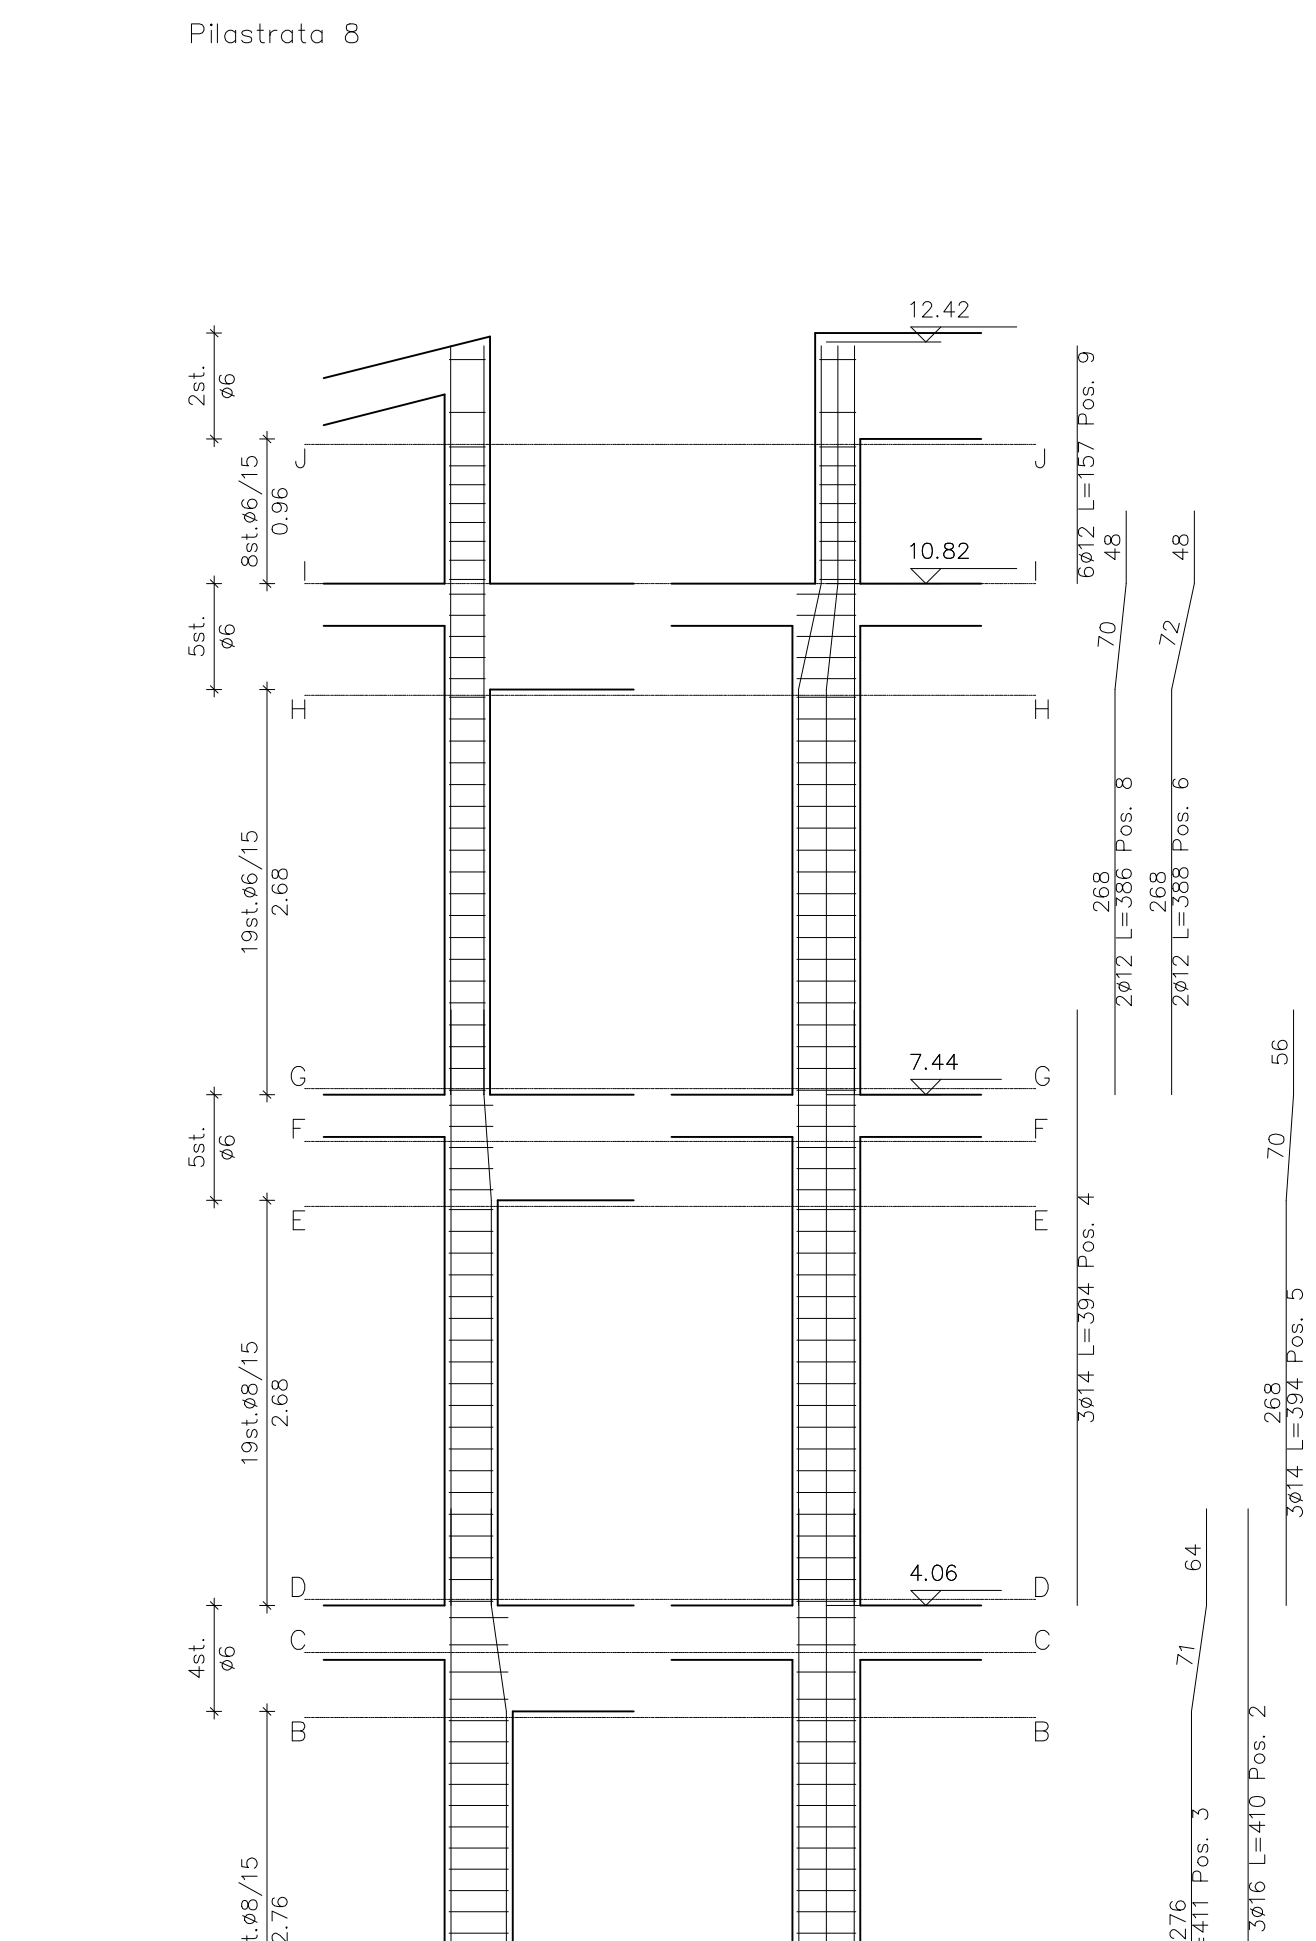 Pilastrata 8
12.42
2st.
ø6
6ø12 L=157 Pos. 9
J
J
8st.ø6/15
0.96
10.82
I
I
48
48
5st.
ø6
70
72
H
H
19st.ø6/15
2.68
268
2ø12 L=386 Pos. 8
268
2ø12 L=388 Pos. 6
7.44
G
G
56
5st.
ø6
F
F
70
E
E
3ø14 L=394 Pos. 4
19st.ø8/15
2.68
268
3ø14 L=394 Pos. 5
4.06
D
D
64
4st.
ø6
C
C
71
B
B
t.ø8/15
2.76
276
=411 Pos. 3
3ø16 L=410 Pos. 2